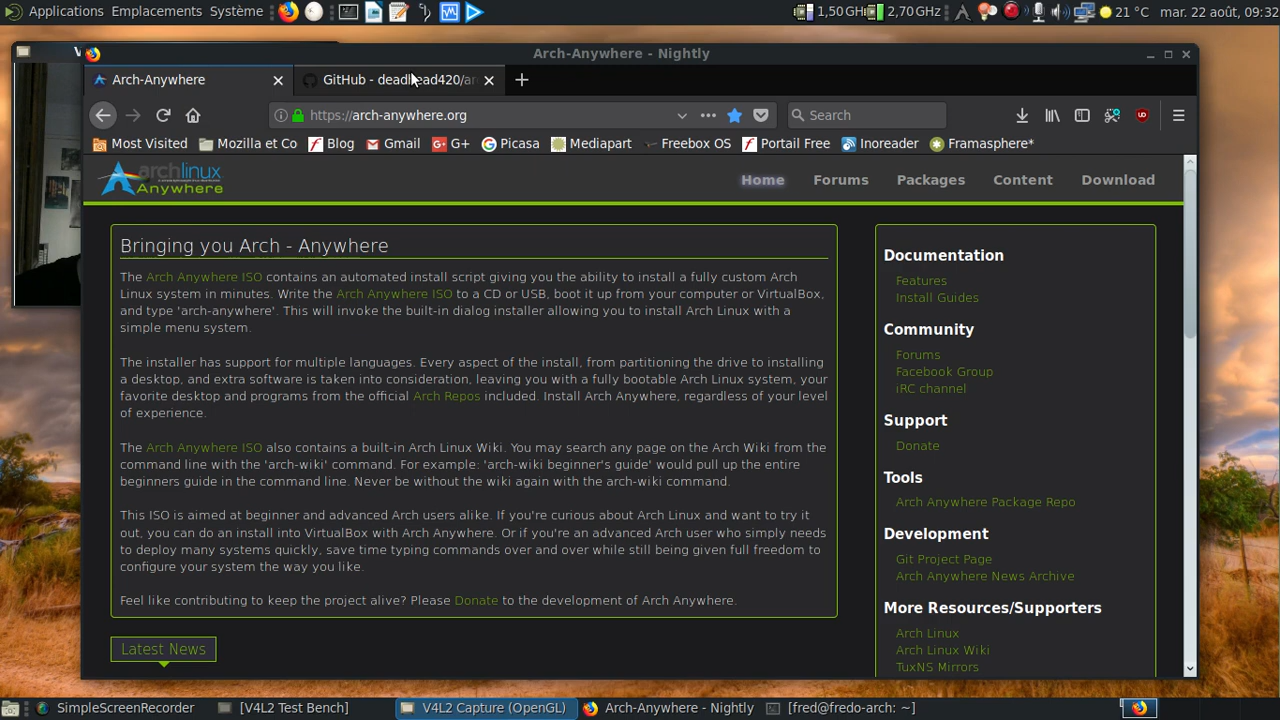 Applications Emplacements Système 1,50 GHz 2,70 GHz 21 °C mar. 22 août, 09:32
Arch-Anywhere - Nightly
Arch-Anywhere GitHub - deadhead420/ar
https://arch-anywhere.org Search
Most Visited Mozilla et Co Blog Gmail G+ Picasa Mediapart Freebox OS Portail Free Inoreader Framasphere*
archlinux
Anywhere
Home Forums Packages Content Download
Bringing you Arch - Anywhere
The Arch Anywhere ISO contains an automated install script giving you the ability to install a fully custom Arch
Linux system in minutes. Write the Arch Anywhere ISO to a CD or USB, boot it up from your computer or VirtualBox,
and type 'arch-anywhere'. This will invoke the built-in dialog installer allowing you to install Arch Linux with a
simple menu system.
The installer has support for multiple languages. Every aspect of the install, from partitioning the drive to installing
a desktop, and extra software is taken into consideration, leaving you with a fully bootable Arch Linux system, your
favorite desktop and programs from the official Arch Repos included. Install Arch Anywhere, regardless of your level
of experience.
The Arch Anywhere ISO also contains a built-in Arch Linux Wiki. You may search any page on the Arch Wiki from the
command line with the 'arch-wiki' command. For example: 'arch-wiki beginner's guide' would pull up the entire
beginners guide in the command line. Never be without the wiki again with the arch-wiki command.
This ISO is aimed at beginner and advanced Arch users alike. If you're curious about Arch Linux and want to try it
out, you can do an install into VirtualBox with Arch Anywhere. Or if you're an advanced Arch user who simply needs
to deploy many systems quickly, save time typing commands over and over while still being given full freedom to
configure your system the way you like.
Feel like contributing to keep the project alive? Please Donate to the development of Arch Anywhere.
Latest News
Documentation
Features
Install Guides
Community
Forums
Facebook Group
iRC channel
Support
Donate
Tools
Arch Anywhere Package Repo
Development
Git Project Page
Arch Anywhere News Archive
More Resources/Supporters
Arch Linux
Arch Linux Wiki
TuxNS Mirrors
SimpleScreenRecorder [V4L2 Test Bench] V4L2 Capture (OpenGL) Arch-Anywhere - Nightly [fred@fredo-arch: ~]